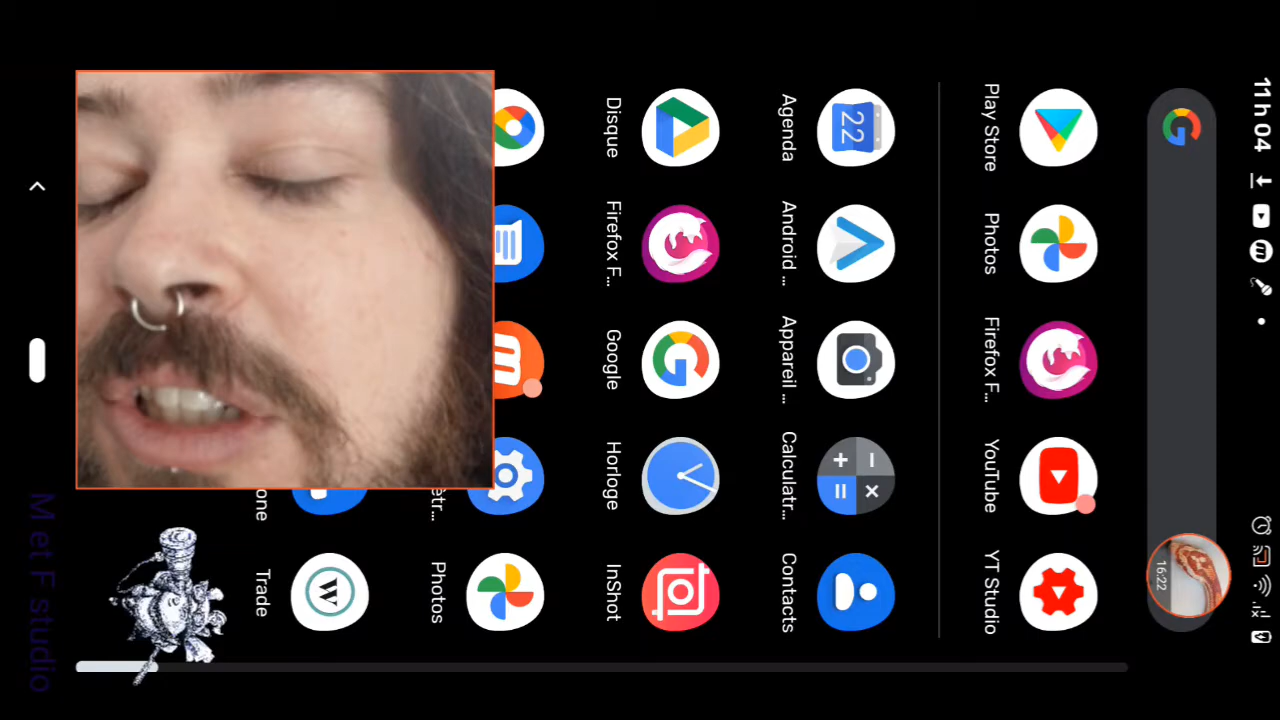 11 h 04
16:22
Play Store
Photos
Firefox F...
YouTube
YT Studio
Agenda
Android ...
Appareil ...
Calculatr...
Contacts
22
Disque
Firefox F...
Google
Horloge
InShot
Photos
Trade
W
M et F studio